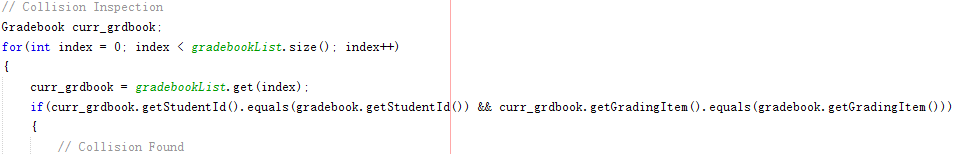 // Collision Inspection
Gradebook curr_grdbook;
for(int index = 0; index < gradebookList.size(); index++)
{
curr_grdbook = gradebookList.get(index);
if(curr_grdbook.getStudentId().equals(gradebook.getStudentId()) && curr_grdbook.getGradingItem().equals(gradebook.getGradingItem()))
{
// Collision Found